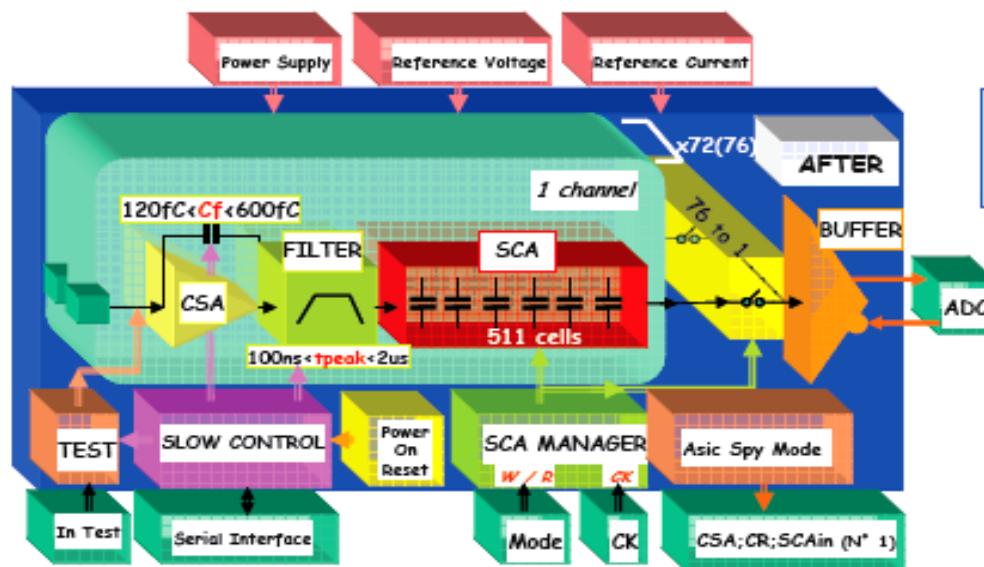 Power Supply
Reference Voltage
Reference Current
x72(76)
AFTER
1 channel
120fC<Cf<600fC
76 to 1
BUFFER
FILTER
SCA
CSA
ADC
511 cells
100ns<tpeak<2us
TEST
SLOW CONTROL
Power
On
Reset
SCA MANAGER
W / R
CK
Asic Spy Mode
In Test
Serial Interface
Mode
CK
CSA;CR;SCAin (N° 1)